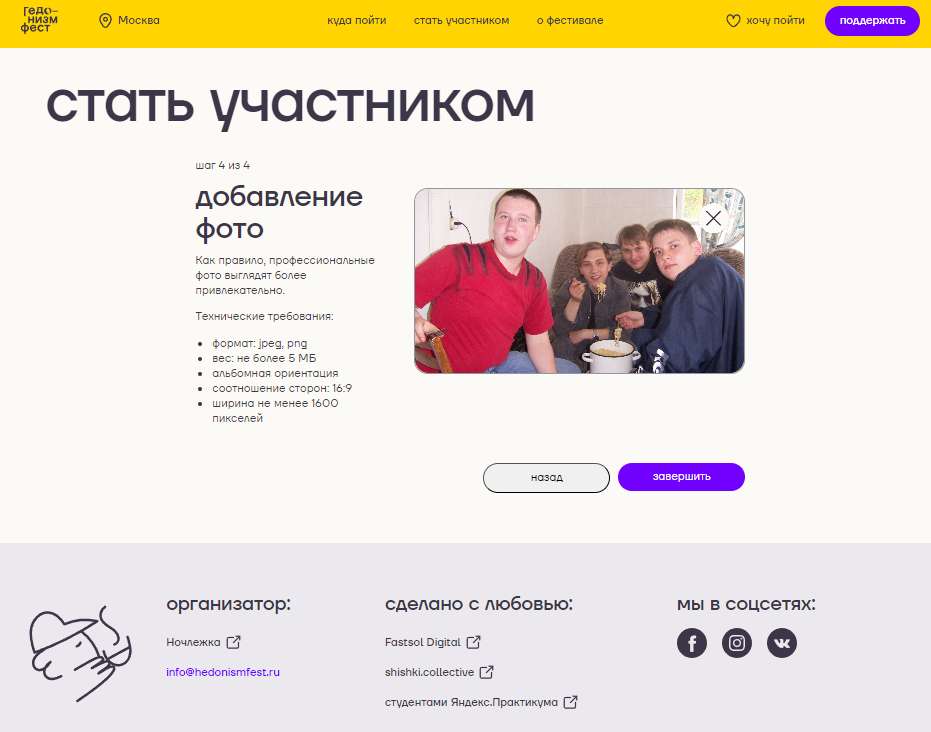 гедо-
низм
фест
Москва
куда пойти
стать участником
о фестивале
хочу пойти
поддержать
стать участником
шаг 4 из 4
добавление
фото
Как правило, профессиональные
фото выглядят более
привлекательно.
Технические требования:
формат: jpeg, png
вес: не более 5 МБ
альбомная ориентация
соотношение сторон: 16:9
ширина не менее 1600
пикселей
назад
завершить
организатор:
Ночлежка
info@hedonismfest.ru
сделано с любовью:
Fastsol Digital
shishki.collective
студентами Яндекс.Практикума
мы в соцсетях: